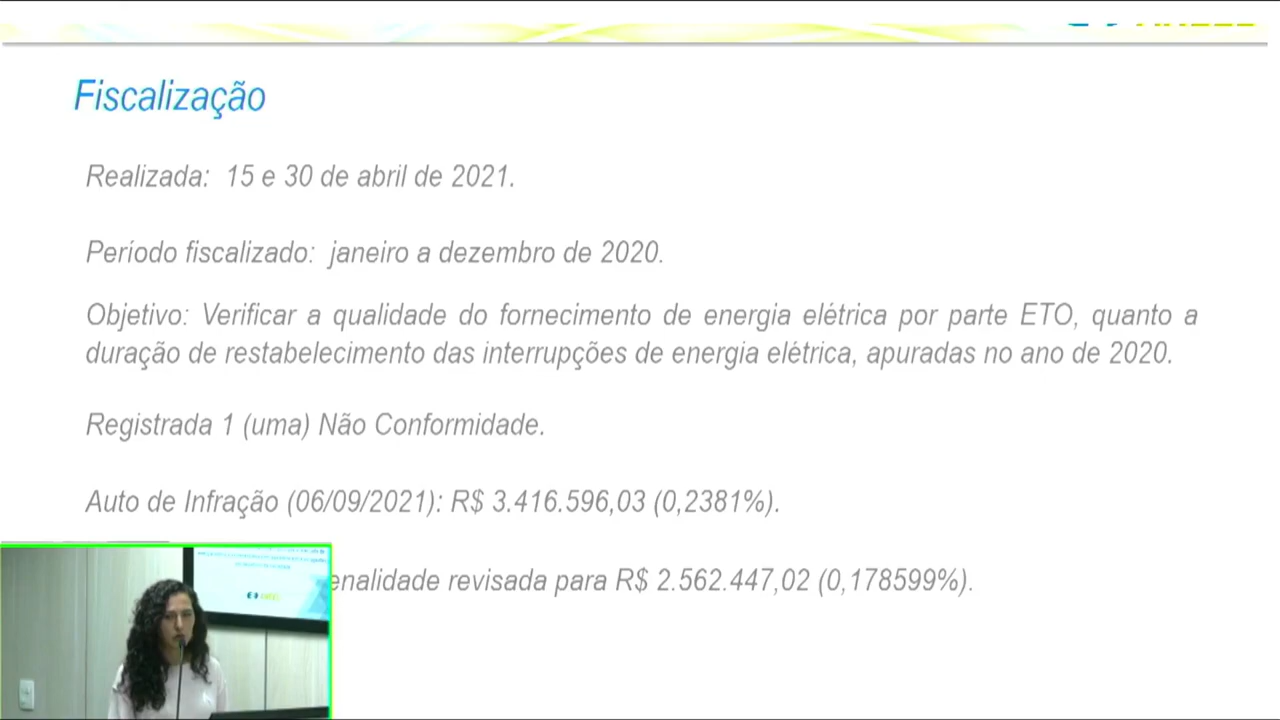 Fiscalização
Realizada: 15 e 30 de abril de 2021.
Período fiscalizado: janeiro a dezembro de 2020.
Objetivo: Verificar a qualidade do fornecimento de energia elétrica por parte ETO, quanto a
duração de restabelecimento das interrupções de energia elétrica, apuradas no ano de 2020.
Registrada 1 (uma) Não Conformidade.
Auto de Infração (06/09/2021): R$ 3.416.596,03 (0,2381%).
enalidade revisada para R$ 2.562.447,02 (0,178599%).